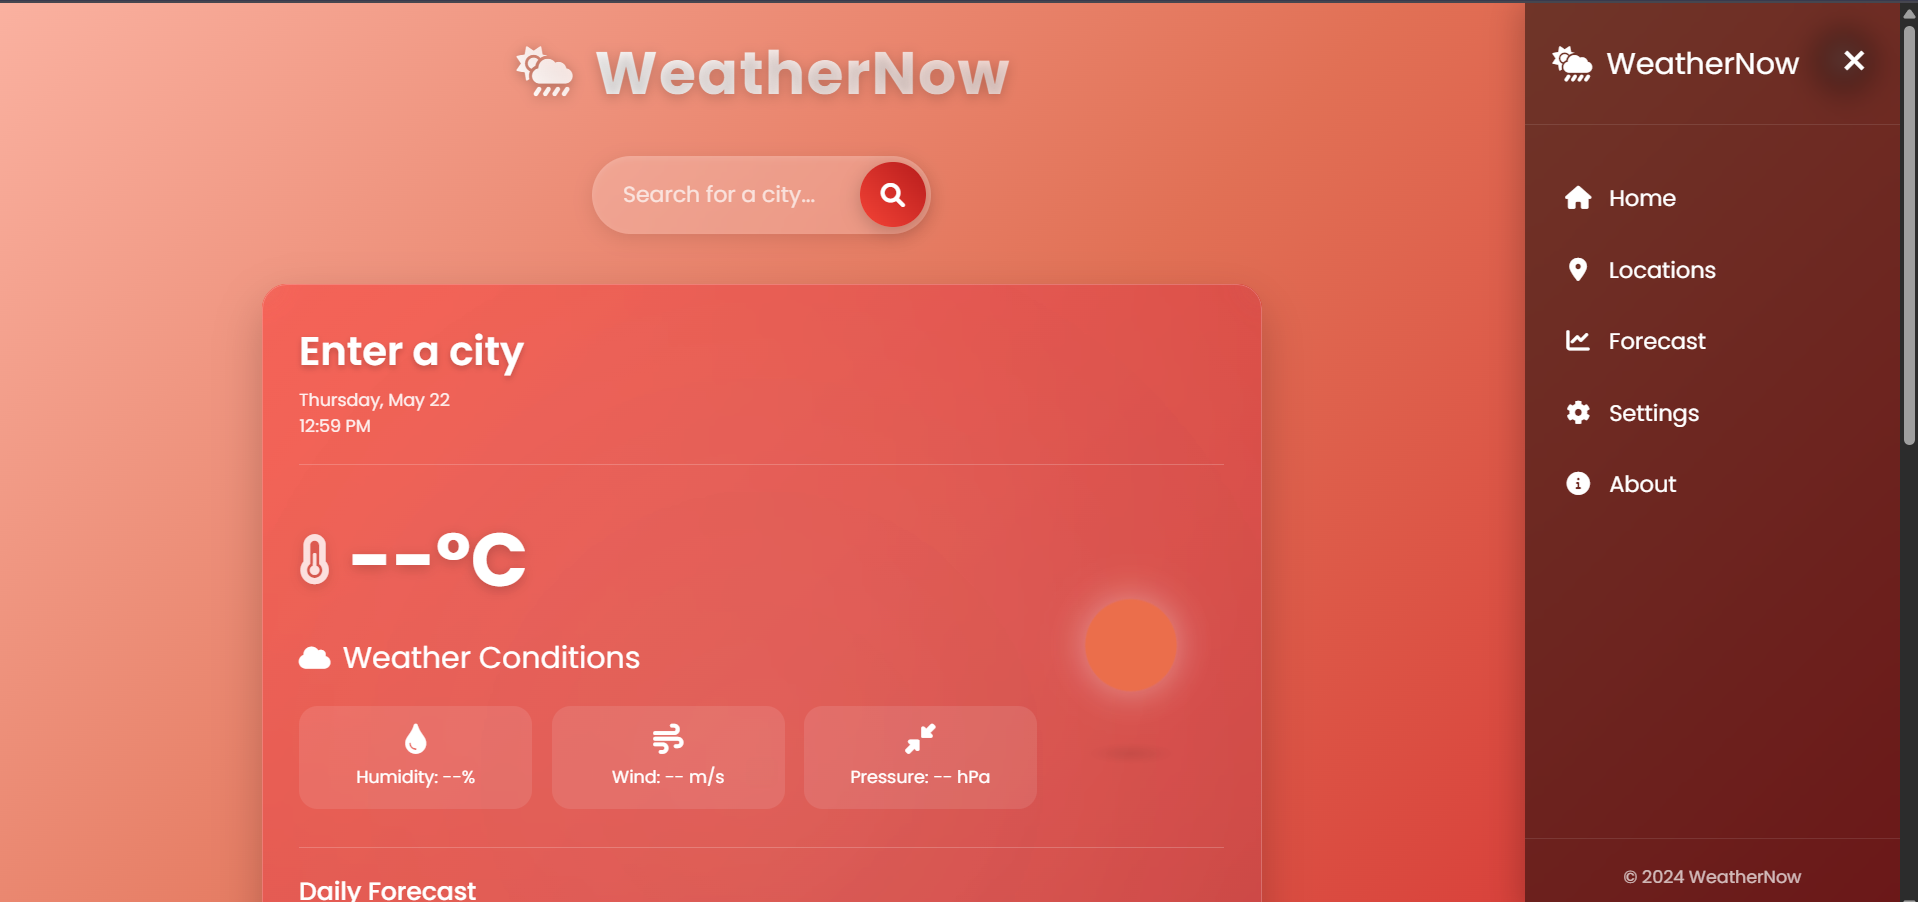 WeatherNow
Search for a city...
Enter a city
Thursday, May 22
12:59 PM
--°C
Weather Conditions
Humidity: --%
Wind: -- m/s
Pressure: -- hPa
Daily Forecast
WeatherNow
Home
Locations
Forecast
Settings
About
© 2024 WeatherNow